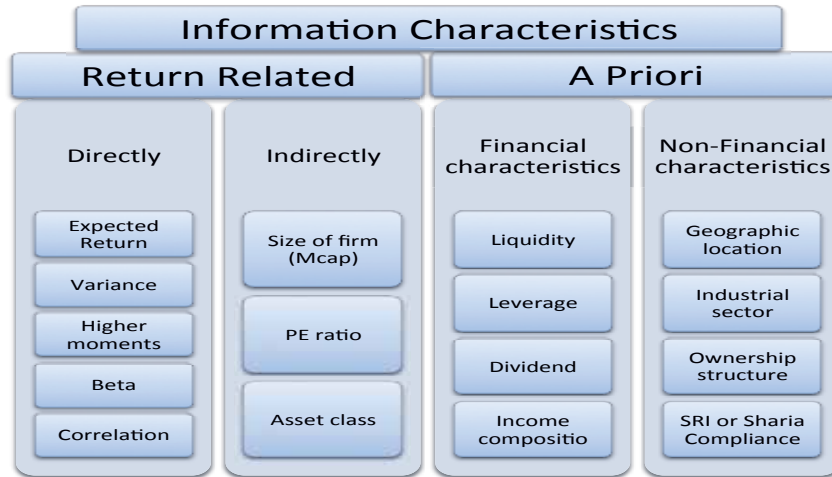 Information Characteristics
Return Related
A Priori
Directly
Expected
Return
Variance
Higher
moments
Beta
Correlation
Indirectly
Size of firm
(Mcap)
PE ratio
Asset class
Financial
characteristics
Liquidity
Leverage
Dividend
Income
compositio
Non-Financial
characteristics
Geographic
location
Industrial
sector
Ownership
structure
SRI or Sharia
Compliance